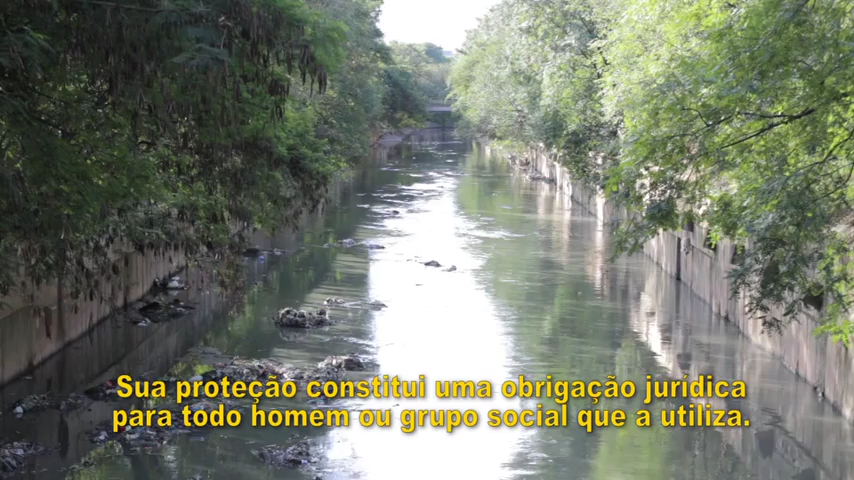 Sua proteção constitui uma obrigação jurídica
para todo homem ou grupo social que a utiliza.